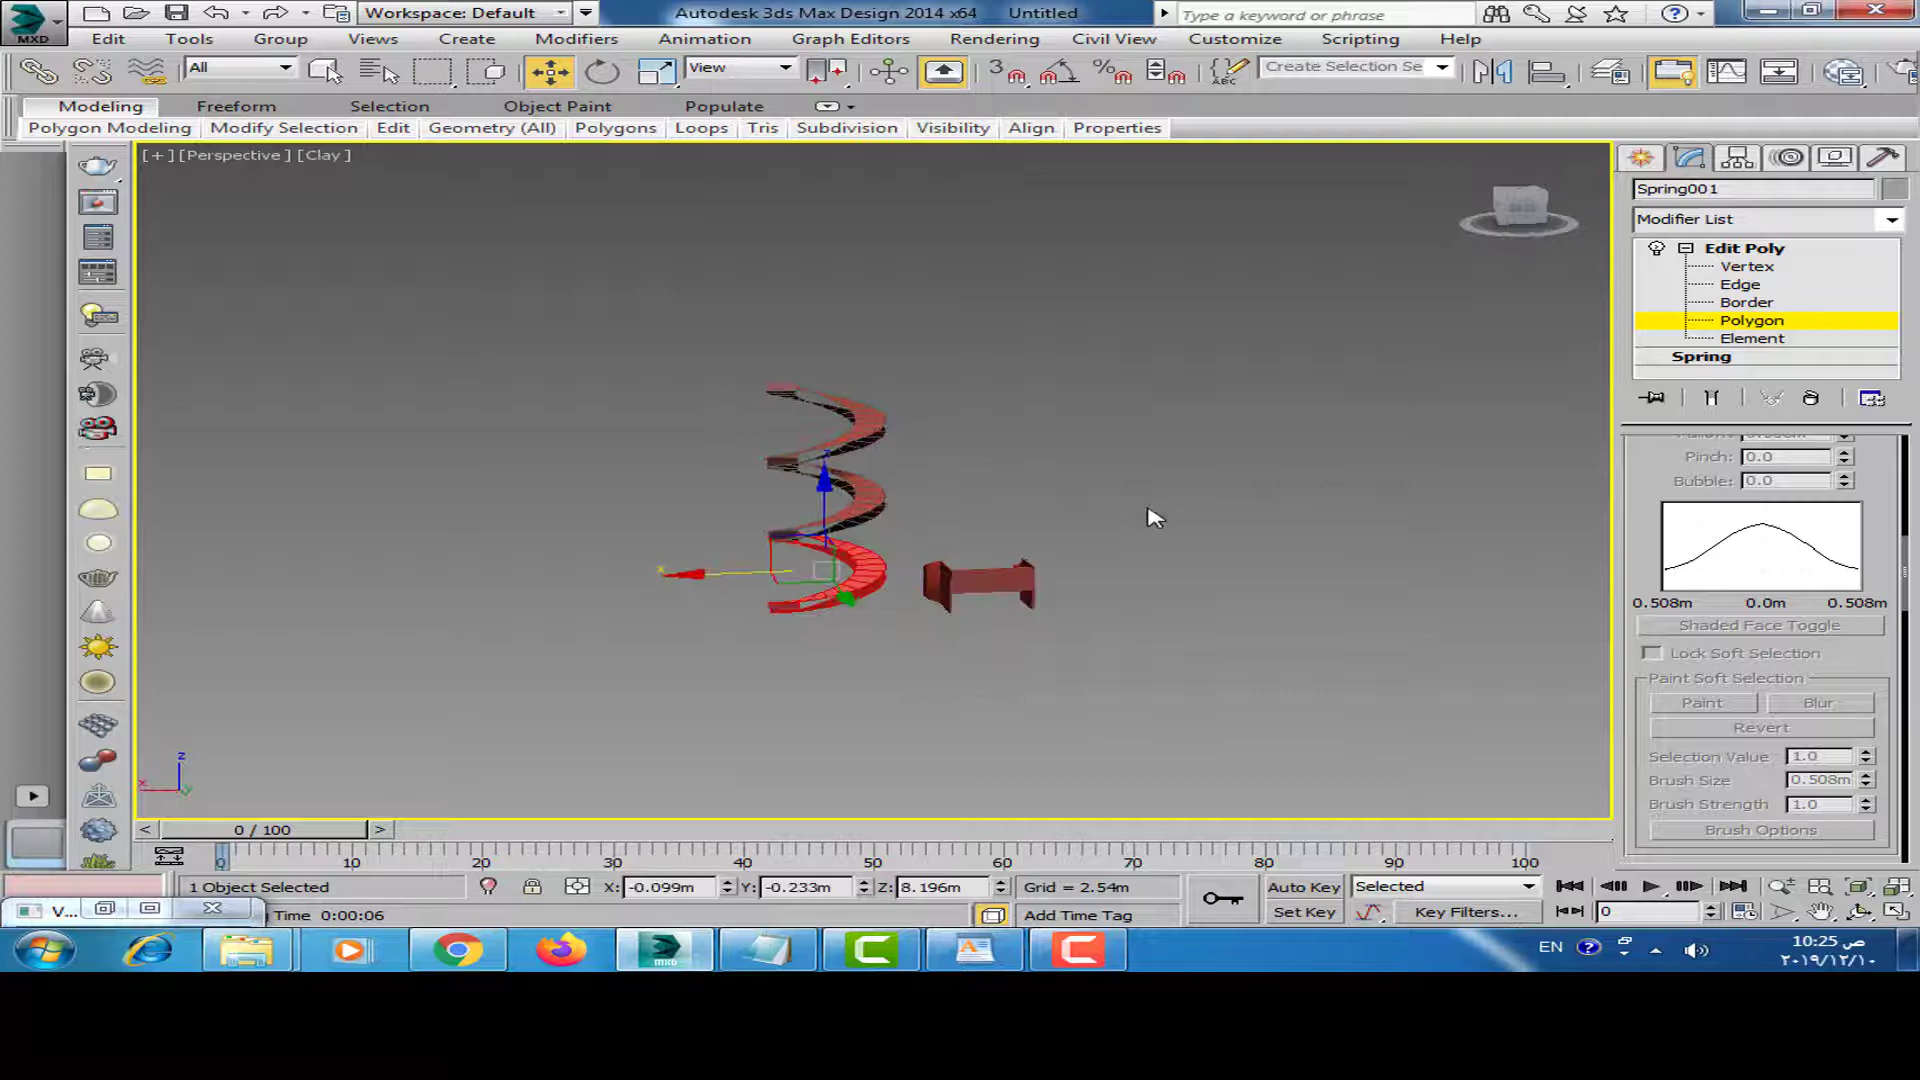 MXD
Workspace: Default
Autodesk 3ds Max Design 2014 x64 Untitled
Type a keyword or phrase
Edit Tools Group Views Create Modifiers Animation Graph Editors Rendering Civil View Customize Scripting Help
All
View
3
Create Selection Se
Modeling Freeform Selection Object Paint Populate
Polygon Modeling Modify Selection Edit Geometry (All) Polygons Loops Tris Subdivision Visibility Align Properties
[+][Perspective][Clay]
Spring001
Modifier List
Edit Poly
Vertex
Edge
Border
Polygon
Element
Spring
Pinch: 0.0
Bubble: 0.0
0.508m 0.0m 0.508m
Shaded Face Toggle
Lock Soft Selection
Paint Soft Selection
Paint Blur
Revert
Selection Value 1.0
Brush Size 0.508m
Brush Strength 1.0
Brush Options
x
z
x y
< 0 / 100 >
0 10 20 30 40 50 60 70 80 90 100
1 Object Selected X: -0.099m Y: -0.233m Z: 8.196m Grid = 2.54m Auto Key Selected
V... Time 0:00:06 Add Time Tag Set Key Key Filters... 0
MXD
EN
10:25 ص
٢٠١٩/١٢/١٠